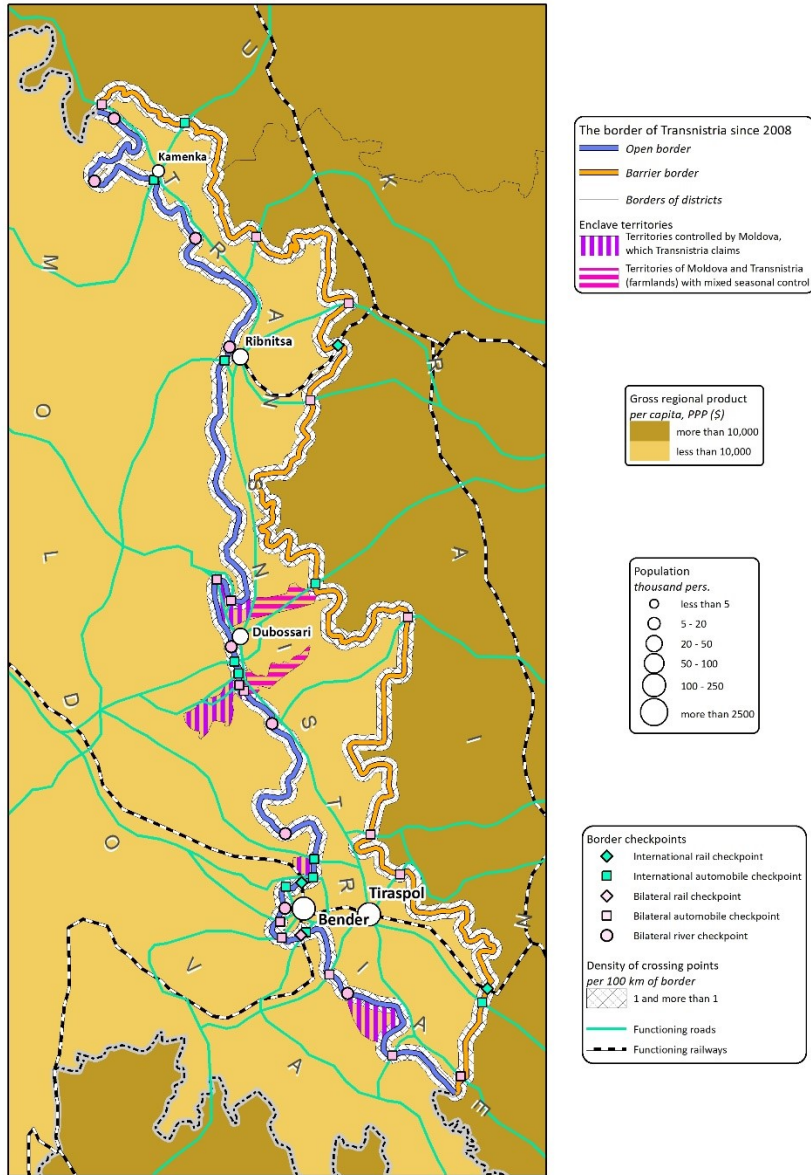 UKRAINE
MOLDOVA
TRANSNISTRIA
Kamenka
Ribnitsa
Dubossari
Tiraspol
Bender
The border of Transnistria since 2008
Open border
Barrier border
Borders of districts
Enclave territories
Territories controlled by Moldova,
which Transnistria claims
Territories of Moldova and Transnistria
(farmlands) with mixed seasonal control
Gross regional product
per capita, PPP ($)
more than 10,000
less than 10,000
Population
thousand pers.
less than 5
5 - 20
20 - 50
50 - 100
100 - 250
more than 2500
Border checkpoints
International rail checkpoint
International automobile checkpoint
Bilateral rail checkpoint
Bilateral automobile checkpoint
Bilateral river checkpoint
Density of crossing points
per 100 km of border
1 and more than 1
Functioning roads
Functioning railways